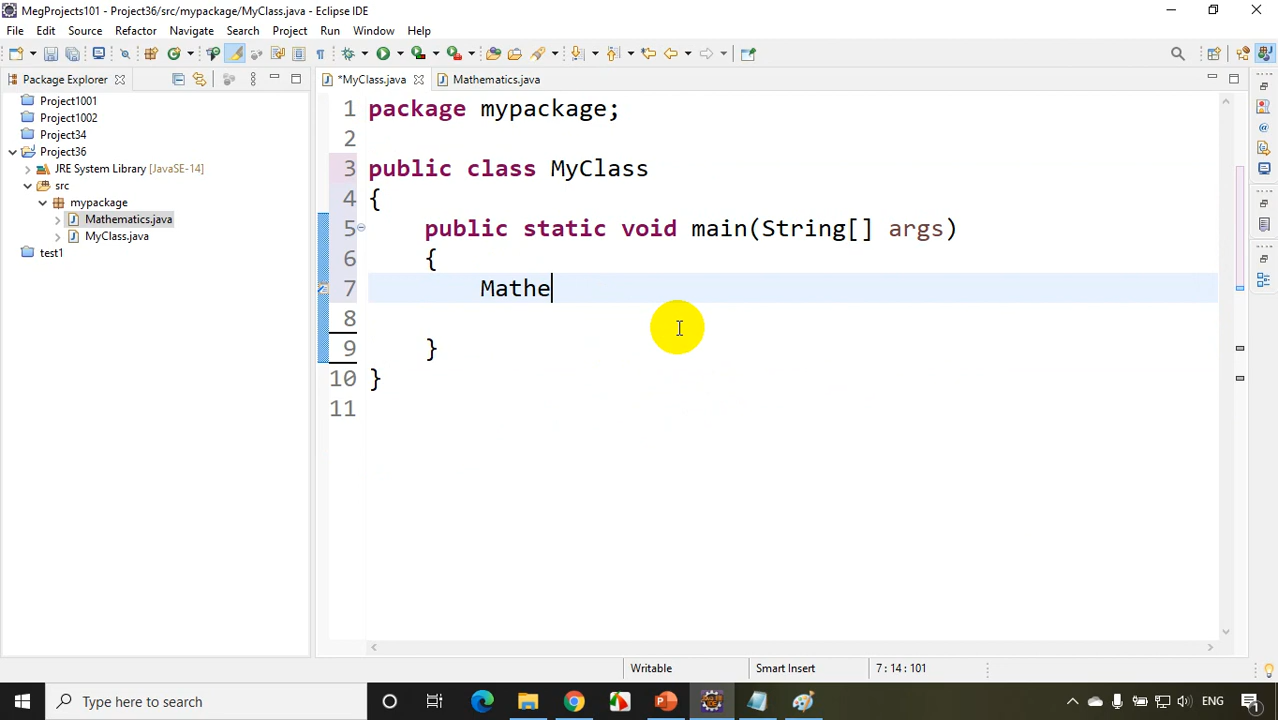 MegProjects101 - Project36/src/mypackage/MyClass.java - Eclipse IDE
File Edit Source Refactor Navigate Search Project Run Window Help
Package Explorer
*MyClass.java Mathematics.java
Project1001
Project1002
Project34
Project36
JRE System Library [JavaSE-14]
src
mypackage
Mathematics.java
MyClass.java
test1
1 package mypackage;
2
3 public class MyClass
4 {
5 public static void main(String[] args)
6 {
7 Mathe
8
9 }
10 }
11
Writable Smart Insert 7 : 14 : 101
Type here to search
ENG